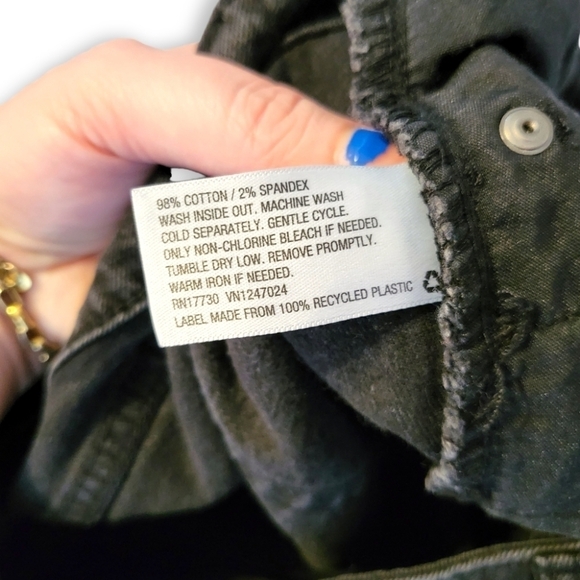 98% COTTON / 2% SPANDEX
WASH INSIDE OUT. MACHINE WASH
COLD SEPARATELY. GENTLE CYCLE.
ONLY NON-CHLORINE BLEACH IF NEEDED.
TUMBLE DRY LOW. REMOVE PROMPTLY.
WARM IRON IF NEEDED.
RN17730 VN1247024
LABEL MADE FROM 100% RECYCLED PLASTIC